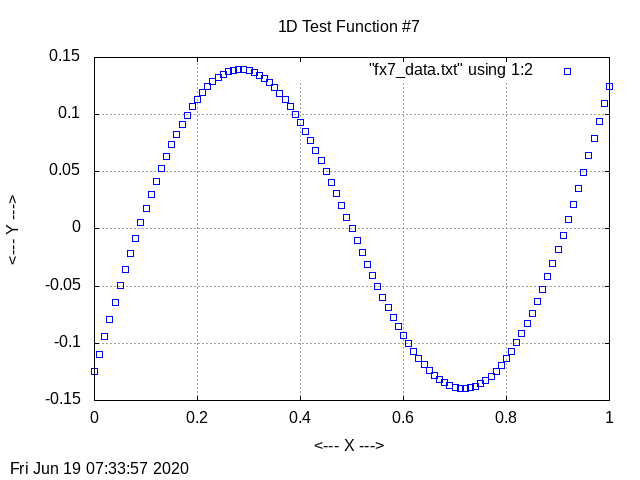 1D Test Function #7
"fx7_data.txt" using 1:2
0.15
0.1
0.05
0
-0.05
-0.1
-0.15
<--- Y --->
0 0.2 0.4 0.6 0.8 1
<--- X --->
Fri Jun 19 07:33:57 2020